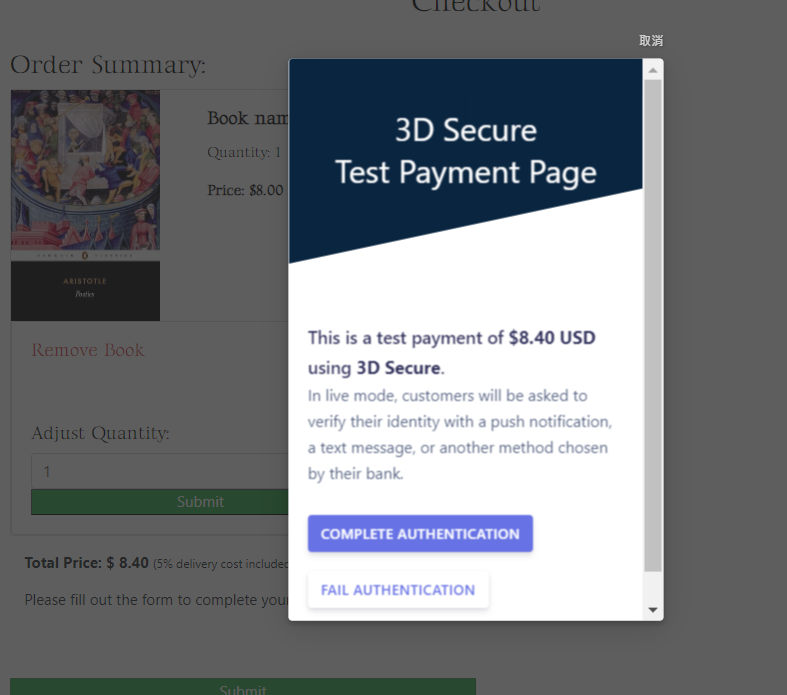 Checkout
取消
Order Summary:
Book nam
Quantity: 1
Price: $8.00
PENGUIN CLASSICS
ARISTOTLE
Poetics
Remove Book
Adjust Quantity:
1
Submit
Total Price: $ 8.40 (5% delivery cost included
Please fill out the form to complete your
Submit
3D Secure
Test Payment Page
This is a test payment of $8.40 USD
using 3D Secure.
In live mode, customers will be asked to
verify their identity with a push notification,
a text message, or another method chosen
by their bank.
COMPLETE AUTHENTICATION
FAIL AUTHENTICATION